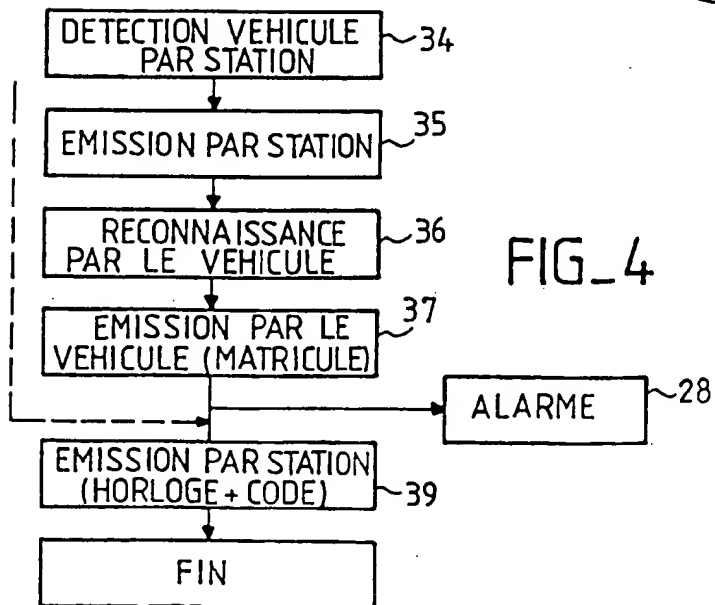 DETECTION VEHICULE
PAR STATION
34
EMISSION PAR STATION
35
RECONNAISSANCE
PAR LE VEHICULE
36
FIG_4
EMISSION PAR LE
VEHICULE (MATRICULE)
37
ALARME
28
EMISSION PAR STATION
(HORLOGE + CODE)
39
FIN